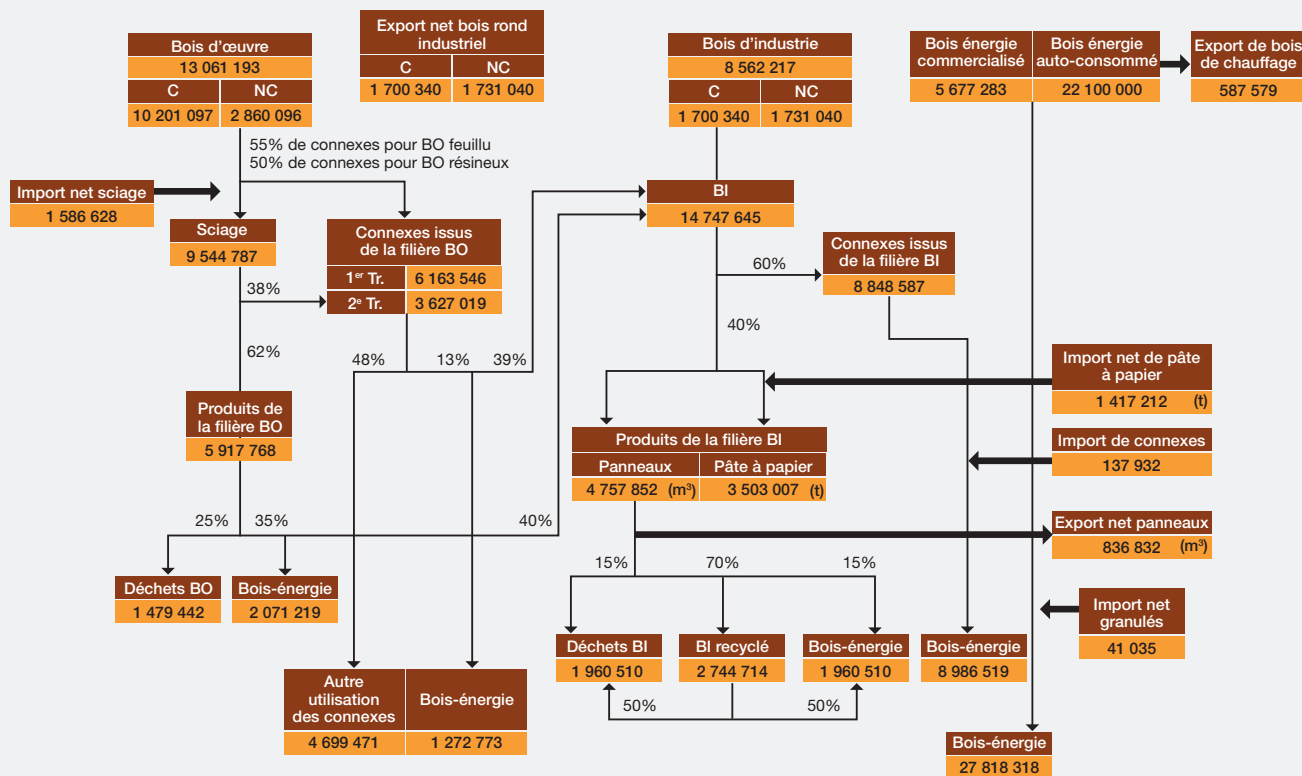 Bois d'œuvre
13 061 193
C NC
10 201 097 2 860 096
Export net bois rond
industriel
C NC
1 700 340 1 731 040
Bois d'industrie
8 562 217
C NC
1 700 340 1 731 040
Bois énergie
commercialisé
5 677 283
Bois énergie
auto-consommé
22 100 000
Export de bois
de chauffage
587 579
55% de connexes pour BO feuillu
50% de connexes pour BO résineux
Import net sciage
1 586 628
Sciage
9 544 787
Connexes issus
de la filière BO
1er Tr. 6 163 546
2e Tr. 3 627 019
BI
14 747 645
Connexes issus
de la filière BI
8 848 587
38%
60%
40%
62%
48% 13% 39%
Import net de pâte
à papier
1 417 212 (t)
Produits de
la filière BO
5 917 768
Produits de la filière BI
Panneaux Pâte à papier
4 757 852 (m³) 3 503 007 (t)
Import de connexes
137 932
25% 35% 40%
Export net panneaux
836 832 (m³)
15% 70% 15%
Déchets BO
1 479 442
Bois-énergie
2 071 219
Import net
granulés
41 035
Déchets BI
1 960 510
BI recyclé
2 744 714
Bois-énergie
1 960 510
Bois-énergie
8 986 519
50% 50%
Autre
utilisation
des connexes
4 699 471
Bois-énergie
1 272 773
Bois-énergie
27 818 318